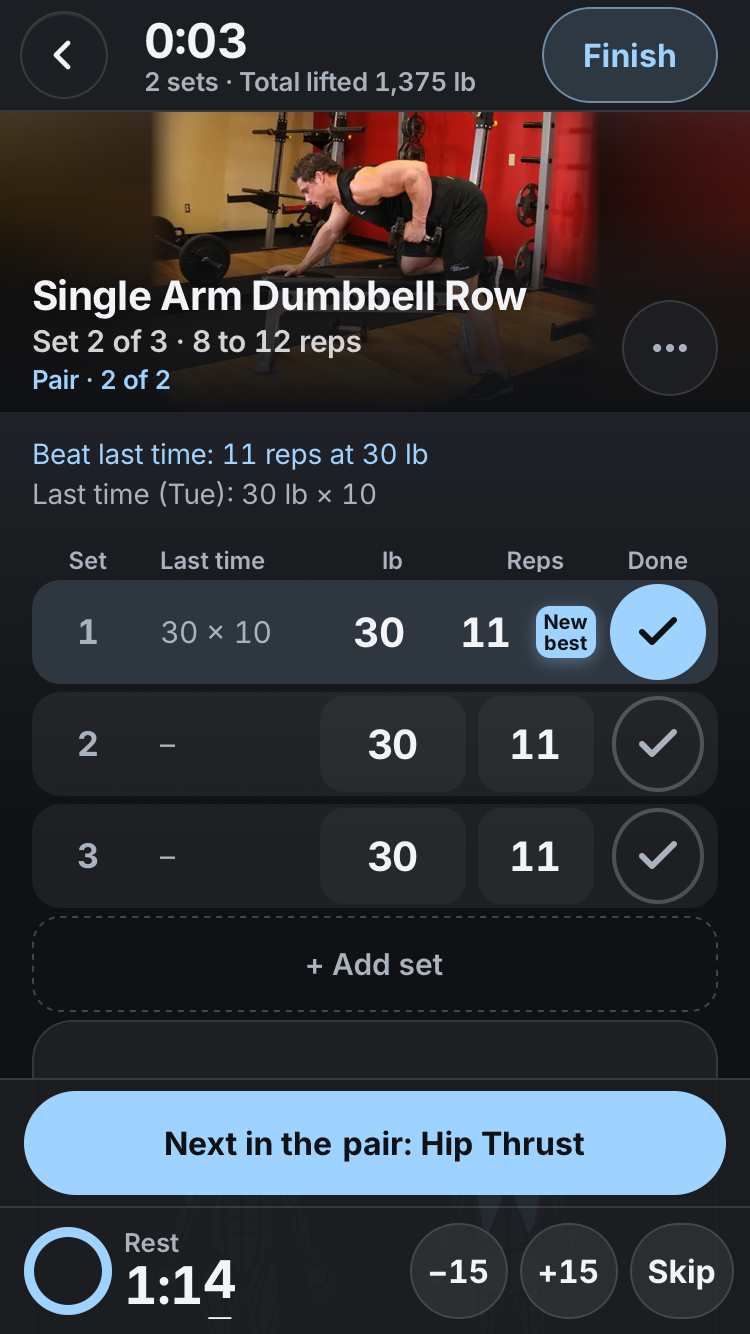 0:03
2 sets · Total lifted 1,375 lb
Finish
Single Arm Dumbbell Row
Set 2 of 3 · 8 to 12 reps
Pair · 2 of 2
Beat last time: 11 reps at 30 lb
Last time (Tue): 30 lb × 10
Set Last time lb Reps Done
1 30 × 10 30 11 New best
2 – 30 11
3 – 30 11
+ Add set
Next in the pair: Hip Thrust
Rest
1:14
−15 +15 Skip